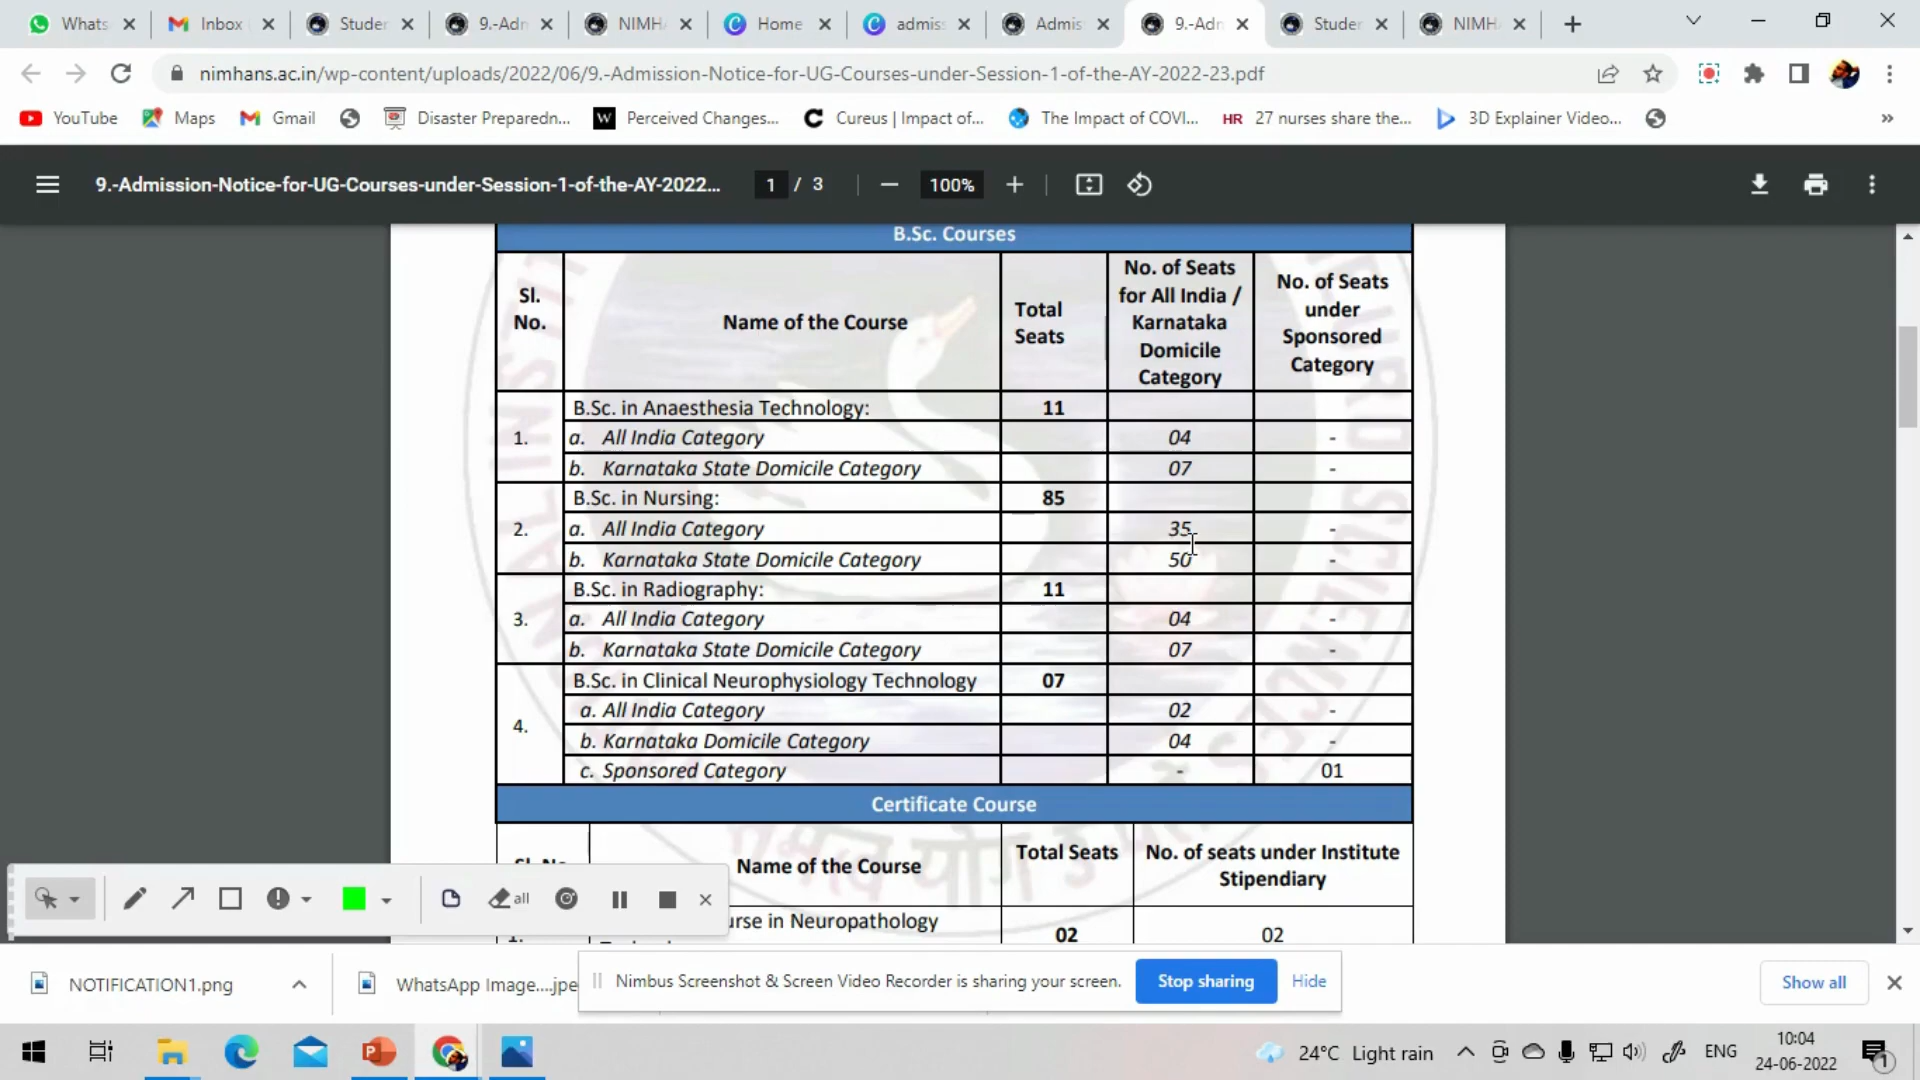 Whats
Inbox
Studer
9.-Adn
NIMH
Home
admiss
Admis
9.-Adn
Studer
NIMH
nimhans.ac.in/wp-content/uploads/2022/06/9.-Admission-Notice-for-UG-Courses-under-Session-1-of-the-AY-2022-23.pdf
YouTube
Maps
Gmail
Disaster Preparedn...
W Perceived Changes...
Cureus | Impact of...
The Impact of COVI...
HR 27 nurses share the...
3D Explainer Video...
»
9.-Admission-Notice-for-UG-Courses-under-Session-1-of-the-AY-2022...
1 / 3
100%
B.Sc. Courses
Sl. No.
Name of the Course
Total Seats
No. of Seats for All India / Karnataka Domicile Category
No. of Seats under Sponsored Category
1.
B.Sc. in Anaesthesia Technology: 11
a. All India Category 04 -
b. Karnataka State Domicile Category 07 -
2.
B.Sc. in Nursing: 85
a. All India Category 35 -
b. Karnataka State Domicile Category 50 -
3.
B.Sc. in Radiography: 11
a. All India Category 04 -
b. Karnataka State Domicile Category 07 -
4.
B.Sc. in Clinical Neurophysiology Technology 07
a. All India Category 02 -
b. Karnataka Domicile Category 04 -
c. Sponsored Category - 01
Certificate Course
Name of the Course
Total Seats
No. of seats under Institute Stipendiary
in Neuropathology
02
02
all
NOTIFICATION1.png
WhatsApp Image....jpe
Nimbus Screenshot & Screen Video Recorder is sharing your screen.
Stop sharing
Hide
Show all
24°C Light rain
ENG
10:04
24-06-2022
1